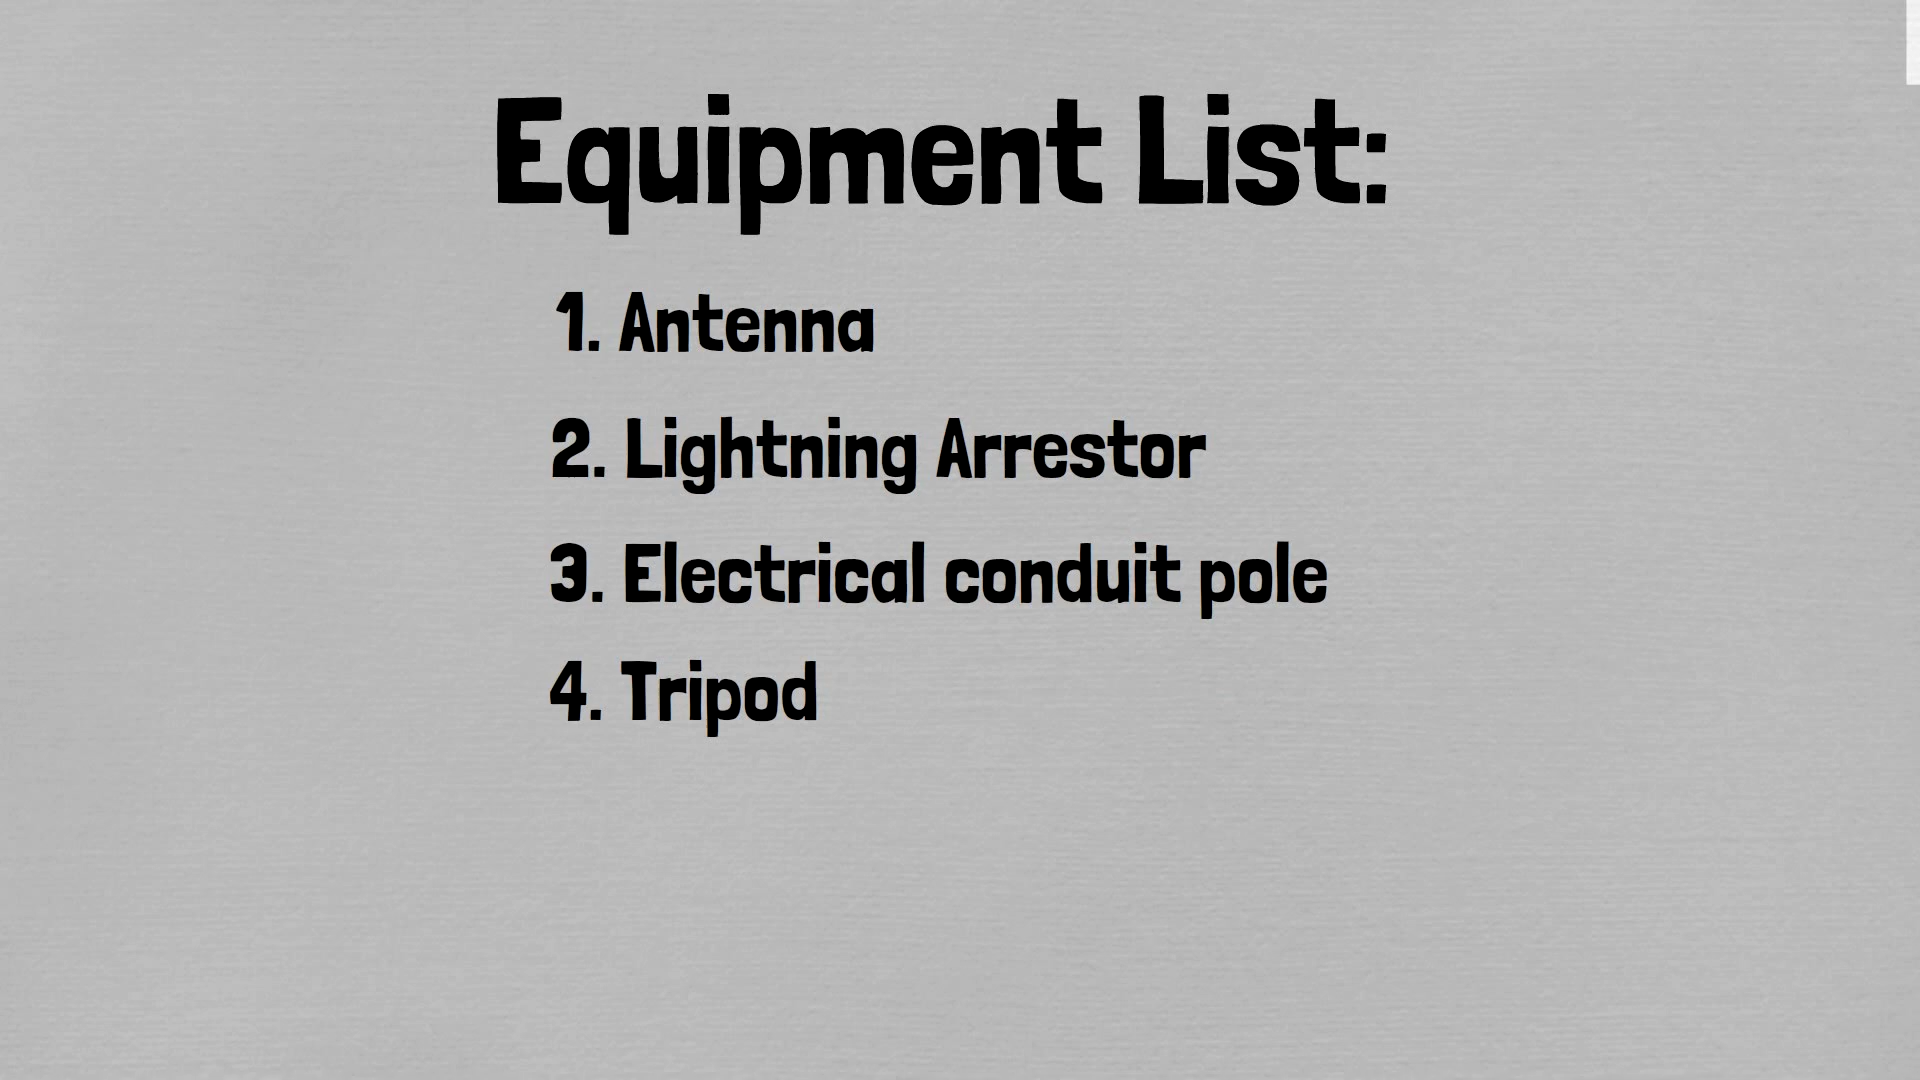 Equipment List:
1. Antenna
2. Lightning Arrestor
3. Electrical conduit pole
4. Tripod